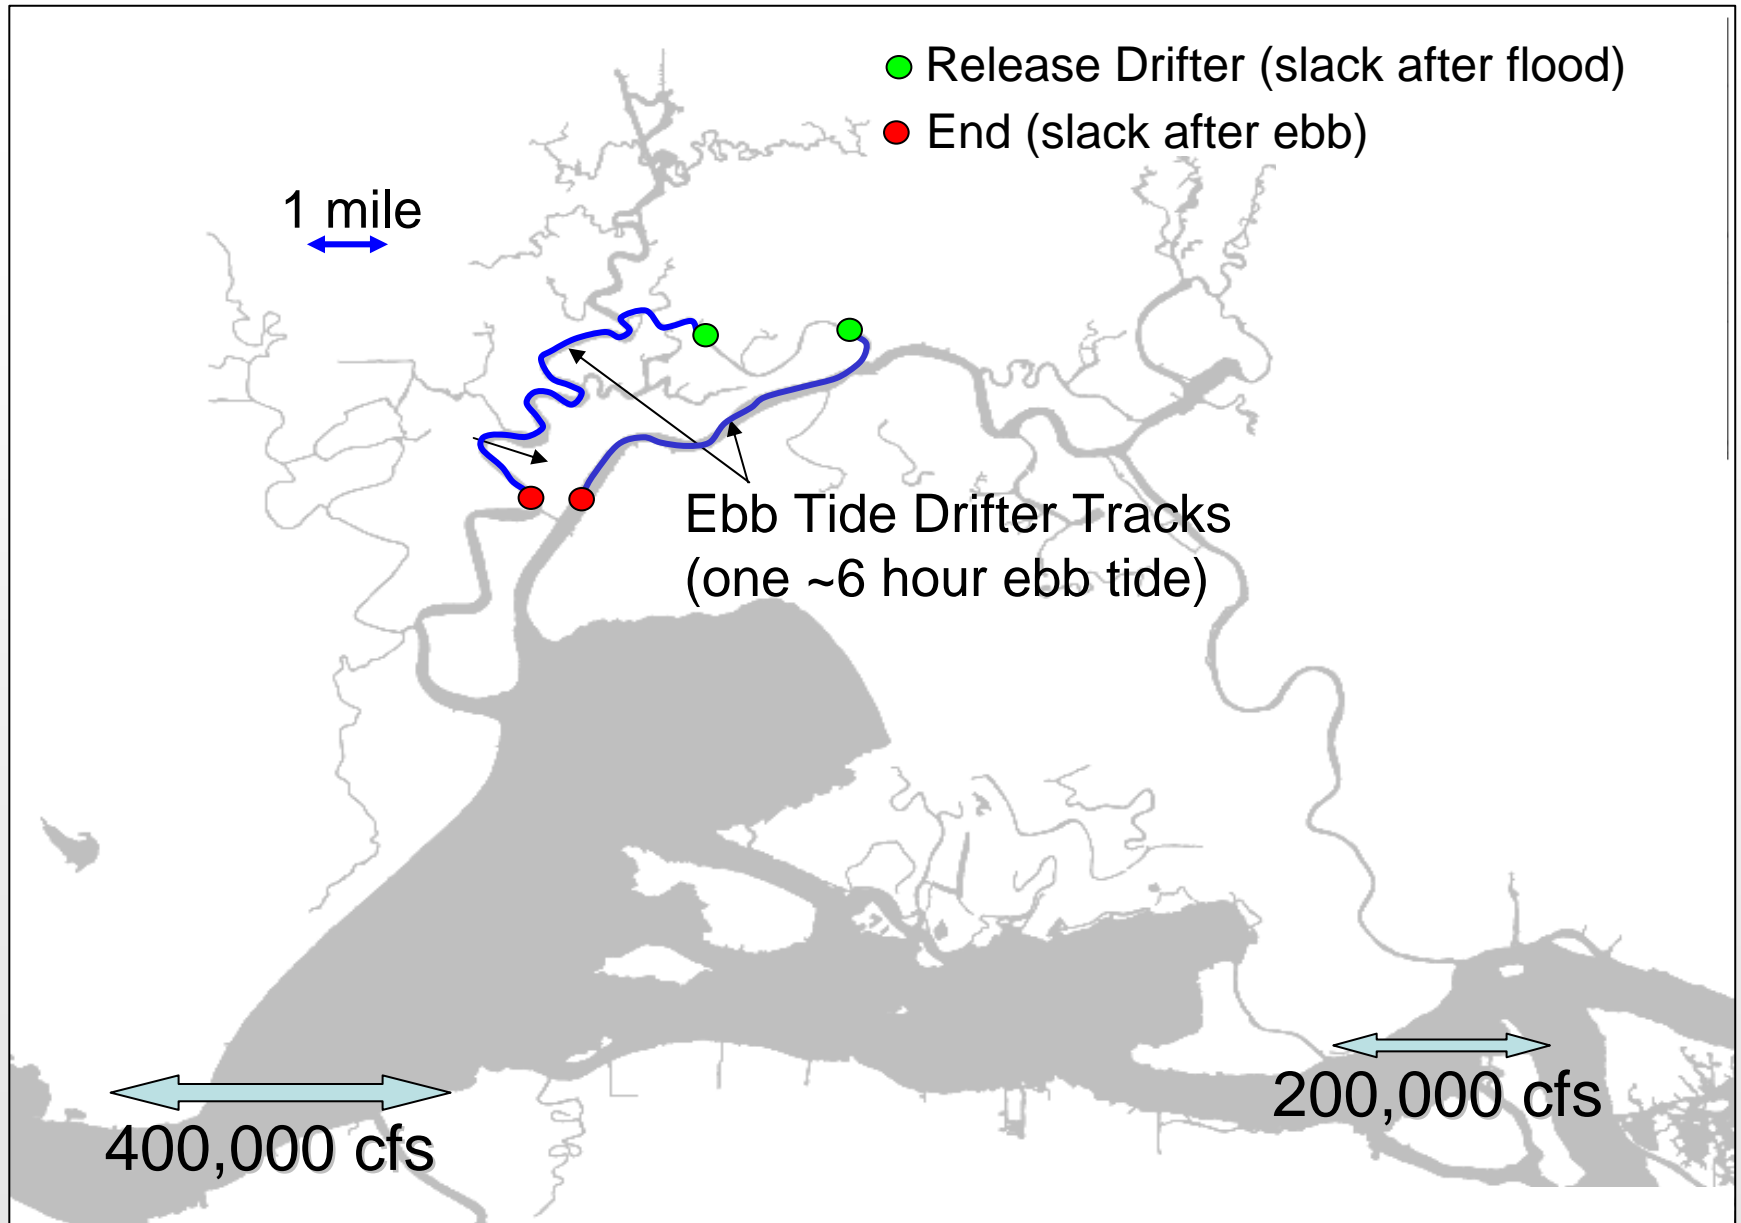 Release Drifter (slack after flood)
End (slack after ebb)
1 mile
Ebb Tide Drifter Tracks
(one ~6 hour ebb tide)
200,000 cfs
400,000 cfs